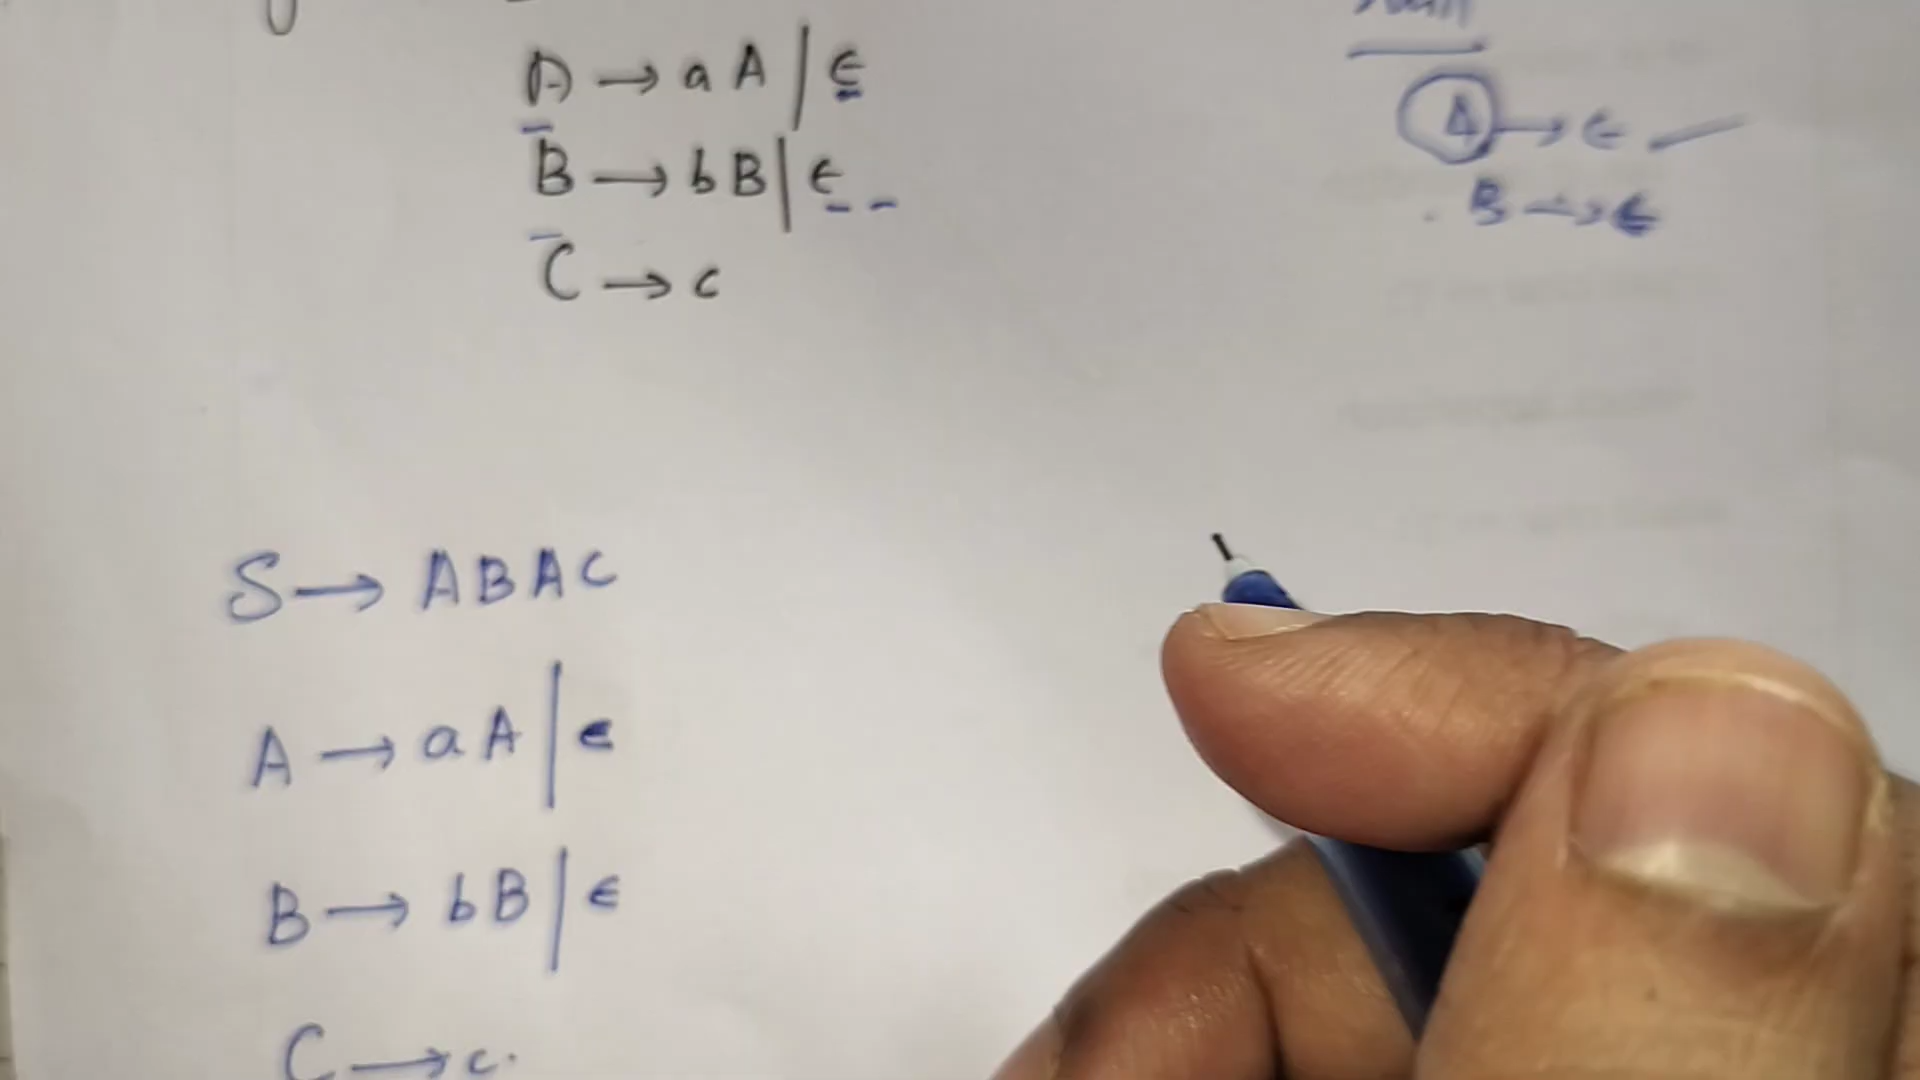 A → aA | ϵ
B → bB | ϵ
C → c
A → ϵ
B → ϵ
S → ABAC
A → aA | ϵ
B → bB | ϵ
C → c.